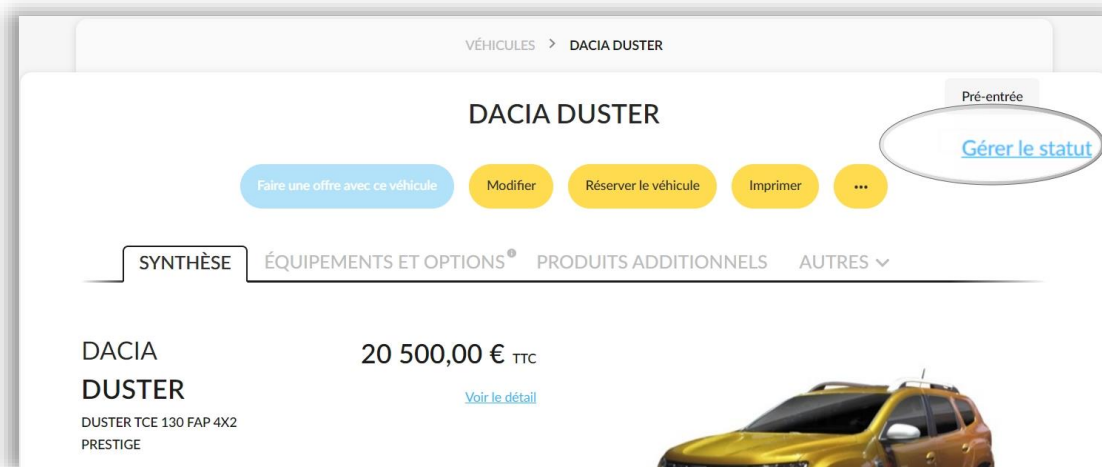 VÉHICULES > DACIA DUSTER
Pré-entrée
DACIA DUSTER
Gérer le statut
Faire une offre avec ce véhicule Modifier Réserver le véhicule Imprimer ...
SYNTHÈSE ÉQUIPEMENTS ET OPTIONS PRODUITS ADDITIONNELS AUTRES
DACIA 20 500,00 € TTC
DUSTER Voir le détail
DUSTER TCE 130 FAP 4X2
PRESTIGE